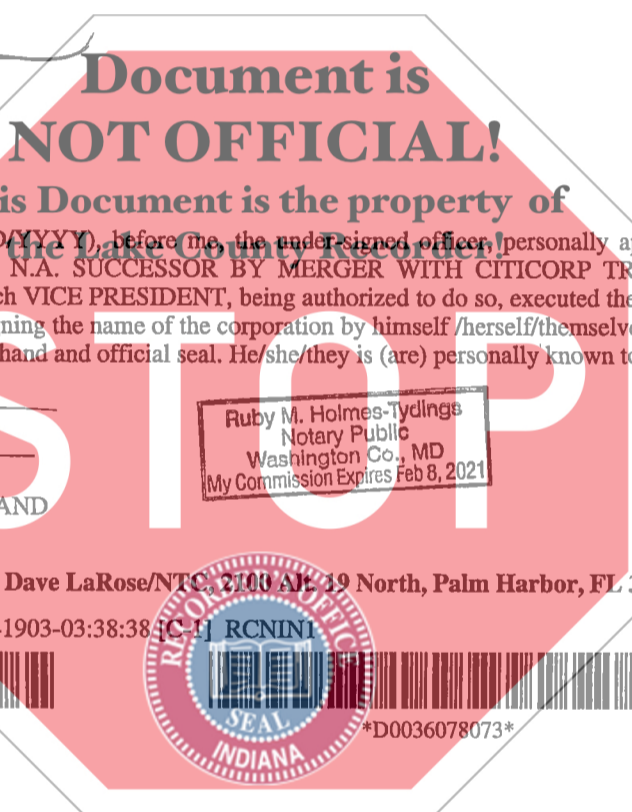 Document is
NOT OFFICIAL!
is Document is the property of
the Lake County Recorder!
/YYYY), before me, the under-signed officer, personally
N.A. SUCCESSOR BY MERGER WITH CITICORP TR
ch VICE PRESIDENT, being authorized to do so, executed the
ning the name of the corporation by himself /herself/themselve
hand and official seal. He/she/they is (are) personally known to
STOP
Ruby M. Holmes-Tydings
Notary Public
Washington Co., MD
My Commission Expires Feb 8, 2021
AND
Dave LaRose/NTC, 2100 Alt. 19 North, Palm Harbor, FL
1903-03:38:38 [C-1] RCNIN1
RECORDER'S OFFICE
SEAL
INDIANA
*D0036078073*